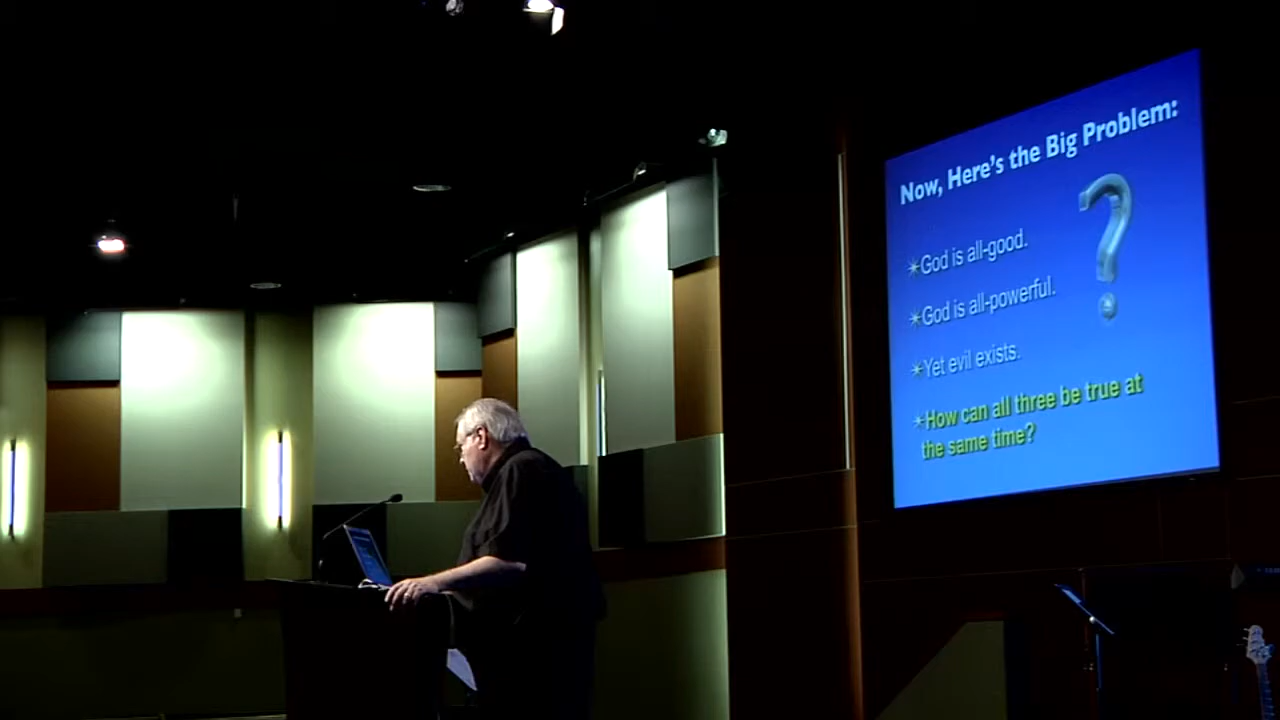 Now, Here's the Big Problem:
✴God is all-good.
✴God is all-powerful.
✴Yet evil exists.
✴How can all three be true at
the same time?